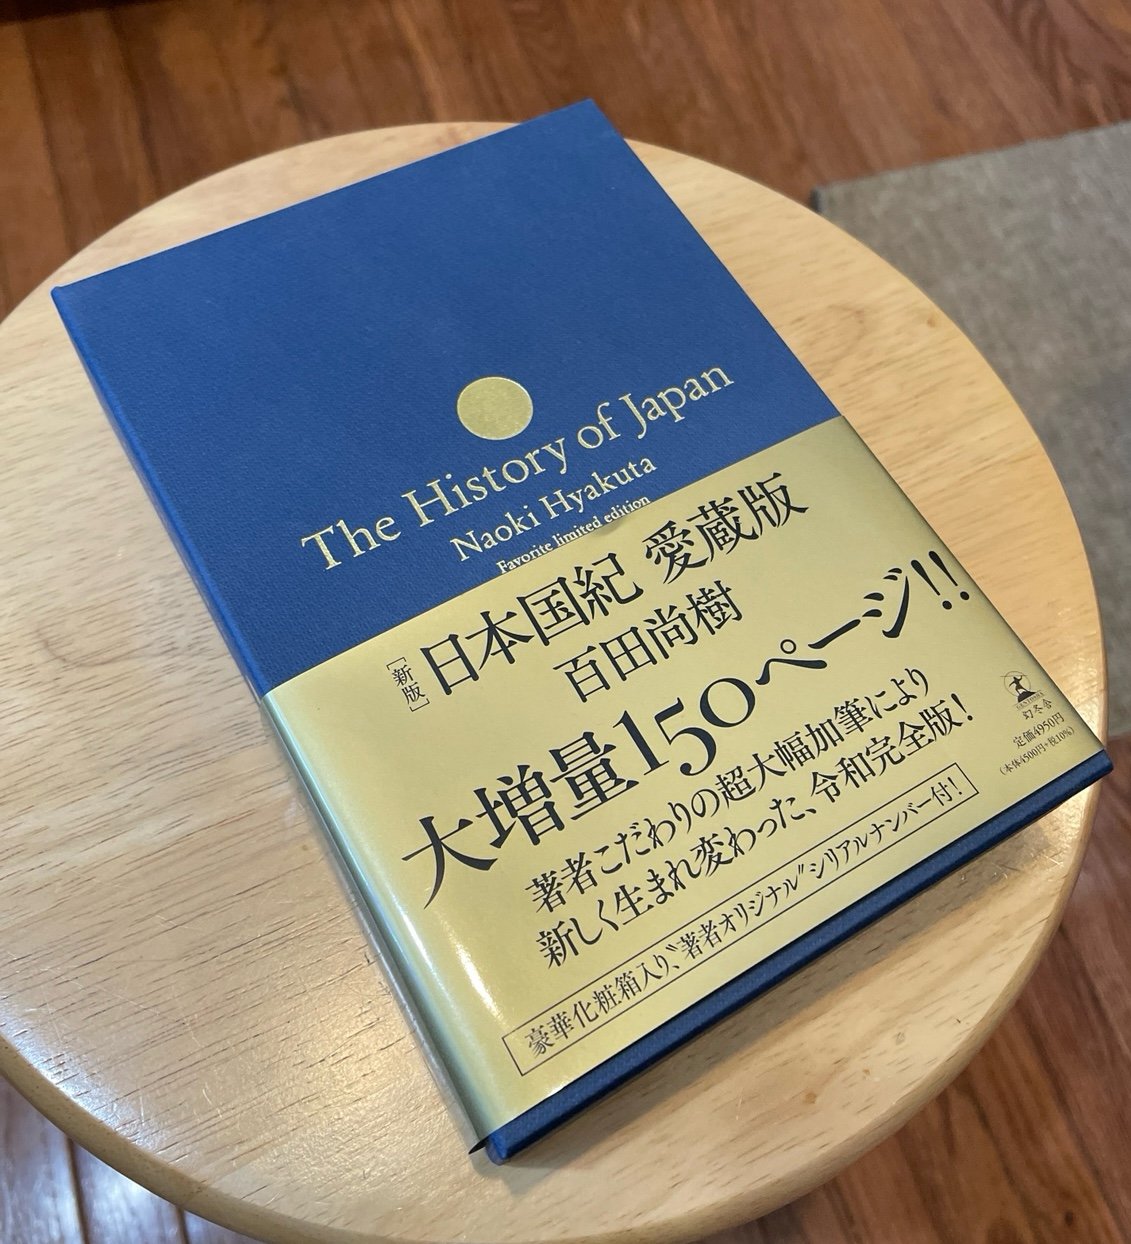 The History of Japan
Naoki Hyakuta
Favorite limited edition
[新版]日本国紀 愛蔵版
百田尚樹
大増量150ページ!!
著者こだわりの超大幅加筆により
新しく生まれ変わった、令和完全版!
豪華化粧箱入り、〝著者オリジナル〟シリアルナンバー付!
GENTOSHA
幻冬舎
定価4950円
(本体4500円+税10%)